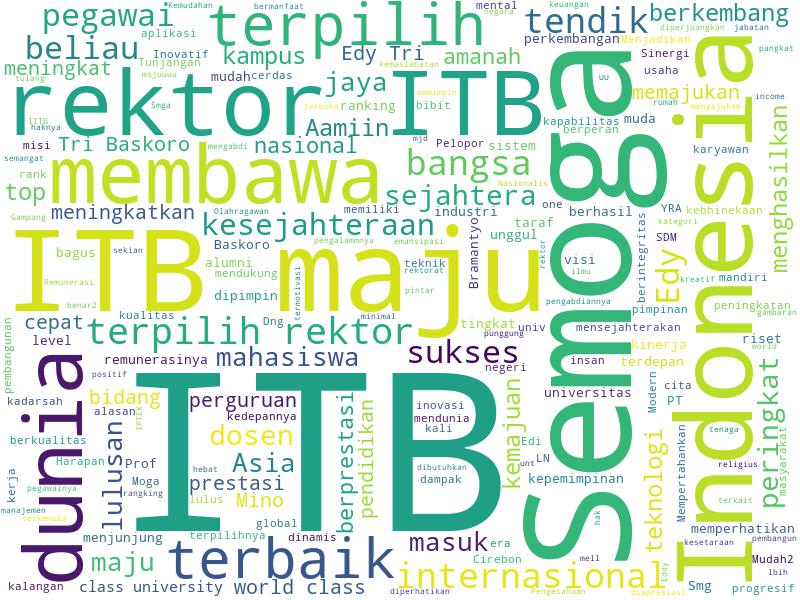 Kemudahan
bermanfaat
mental
keuangan
negara
pegawai
terpilih
tendik
berkembang
aplikasi
diperjuangkan
jabatan
beliau
Inovatif
kampus
Edy Tri
amanah
perkembangan
Menjadikan
pangkat
meningkat
Tunjangan
mudah
cerdas
kemaslahatan
Sinergi
usaha
uu
tulang
msjuuuu
rektor ITB
jaya
ranking
memimpin
bibit
memajukan
rumah
income
Smga
terbuka
mengajukan
IITB
haknya
Aamiin
kapabilitas
muda
misi
Tri Baskoro
nasional
mengabdi
mjd
Pelopor
sistem
berperan
semangat
karyawan
rank
membawa
bangsa
Nasionalis
top
sejahtera
one
Semoga
Indonesia
menghasilkan
meningkatkan
Olahragawan
memiliki
industri
berhasil
YRA
kebhinekaan
Gampang
kesejahteraan
taraf
kategori
Baskoro
pengalammnya
emansipasi
unggul
berintegritas
SDM
bagus
sekian
alumni
teknik
Bramantyo
rektor
visi
Edy
ITB maju
mendukung
rektorat
ilmu
kreatif
mandiri
Remunerasi
dipimpin
termotivasi
pintar
pengabdiannya
benar2
peningkatan
gambaran
kualitas
Dng
minimal
pimpinan
cepat
terpilih rektor
tingkat
univ
mensejahterakan
pembangunan
level
punggung
kinerja
riset
world
remunerasinya
mahasiswa
sukses
negeri
insan
terdepan
dunia
positif
kemajuan
universitas
Modern
cita
PT
peringkat
masyarakat
kadarsah
bidang
perguruan
ITB
alasan
IPTEK
kedepannya
inovasi
mendunia
kali
berkualitas
dosen
berprestasi
pendidikan
Edi
LN
teknologi
Mempertahankan
tenaga
Harapan
lulusan
Prof
hebat
Asia
unt
religius
kerja
pegawainya
Moga
rangking
prestasi
dibutuhkan
dampak
kepemimpinan
terkait
lulus
Mino
manajemen
terkemuka
global
hak
memperhatikan
menjunjung
terpilihnya
dinamis
masuk
era
kesetaraan
pembangun
maju
terbaik
Cirebon
mell
Mudah2
internasional
Eddy
lbih
kalangan
class university world class
diperhatikan
Pengetahuan
diapresiasi
Smg
progresif